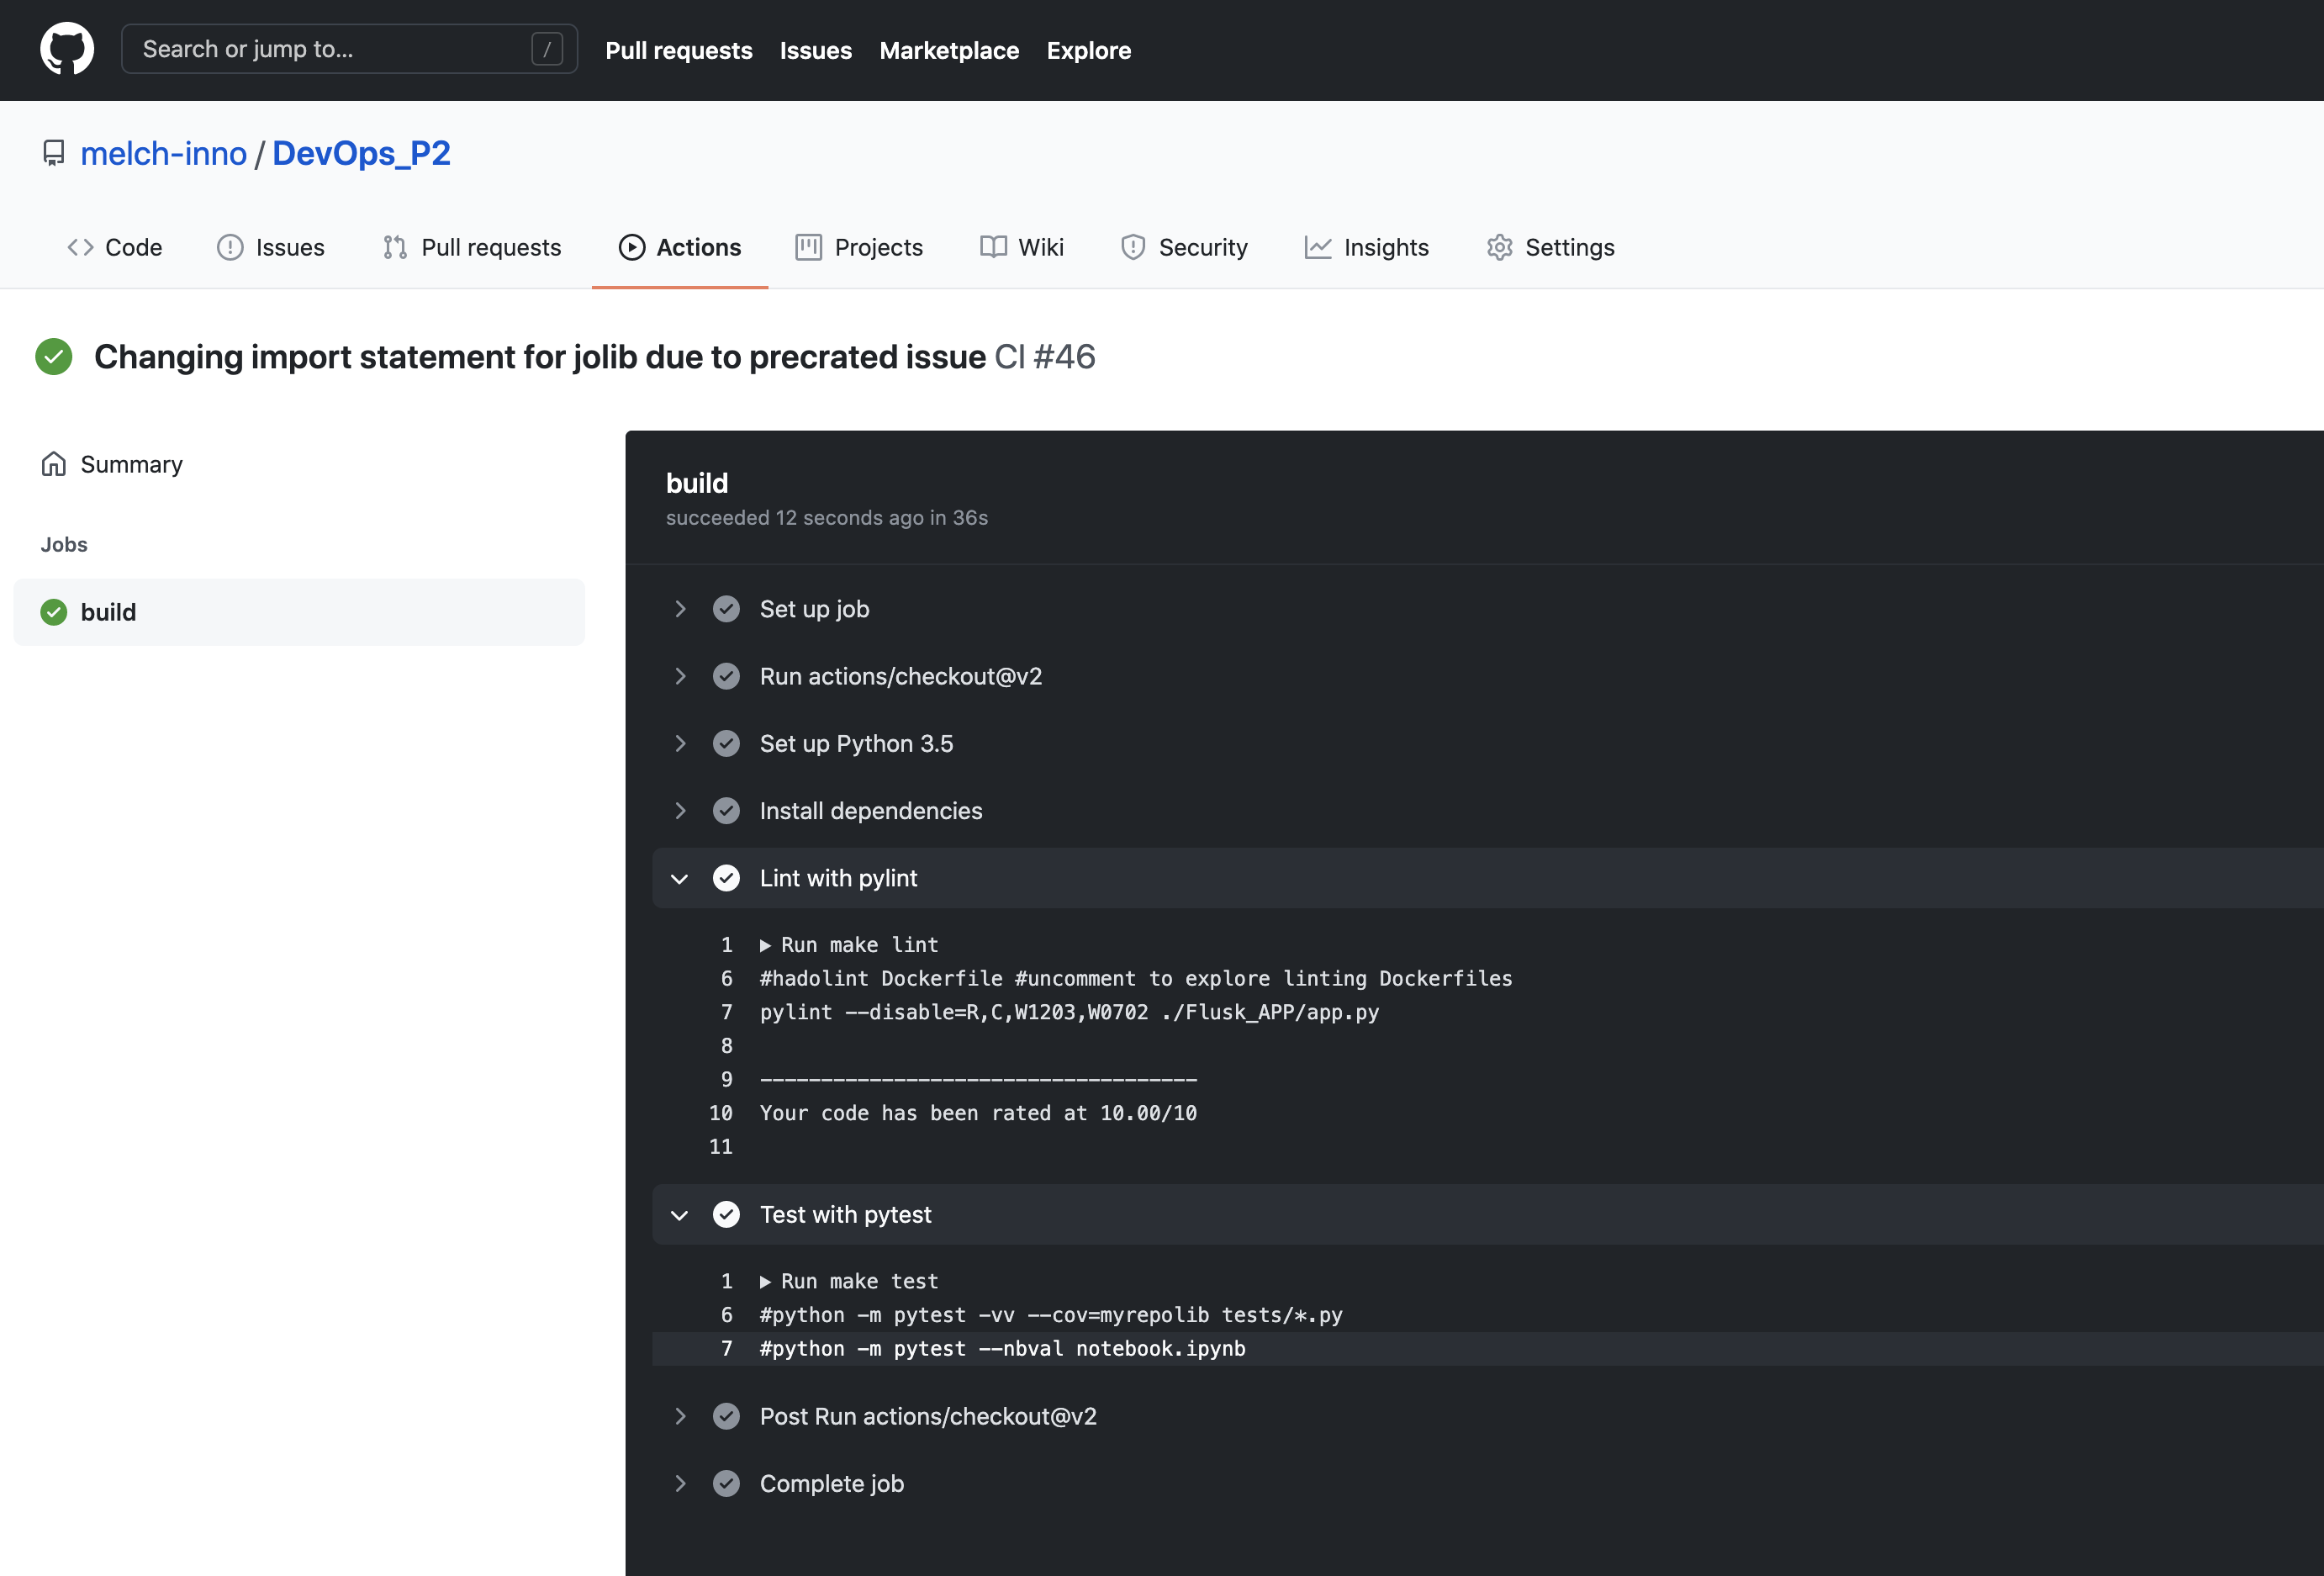 Search or jump to... /
Pull requests Issues Marketplace Explore
melch-inno / DevOps_P2
Code Issues Pull requests Actions Projects Wiki Security Insights Settings
Changing import statement for jolib due to precrated issue CI #46
Summary
Jobs
build
build
succeeded 12 seconds ago in 36s
Set up job
Run actions/checkout@v2
Set up Python 3.5
Install dependencies
Lint with pylint
1 ▶ Run make lint
6 #hadolint Dockerfile #uncomment to explore linting Dockerfiles
7 pylint --disable=R,C,W1203,W0702 ./Flusk_APP/app.py
8
9 ------------------------------------
10 Your code has been rated at 10.00/10
11
Test with pytest
1 ▶ Run make test
6 #python -m pytest -vv --cov=myrepolib tests/*.py
7 #python -m pytest --nbval notebook.ipynb
Post Run actions/checkout@v2
Complete job